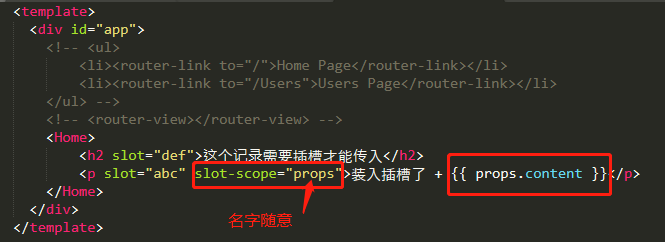 <template>
  <div id="app">
    <!-- <ul>
        <li><router-link to="/">Home Page</router-link></li>
        <li><router-link to="/Users">Users Page</router-link></li>
    </ul> -->
    <!-- <router-view></router-view> -->
    <Home>
        <h2 slot="def">这个记录需要插槽才能传入</h2>
        <p slot="abc" slot-scope="props">装入插槽了 + {{ props.content }}</p>
    </Home>
名字随意
  </div>
</template>